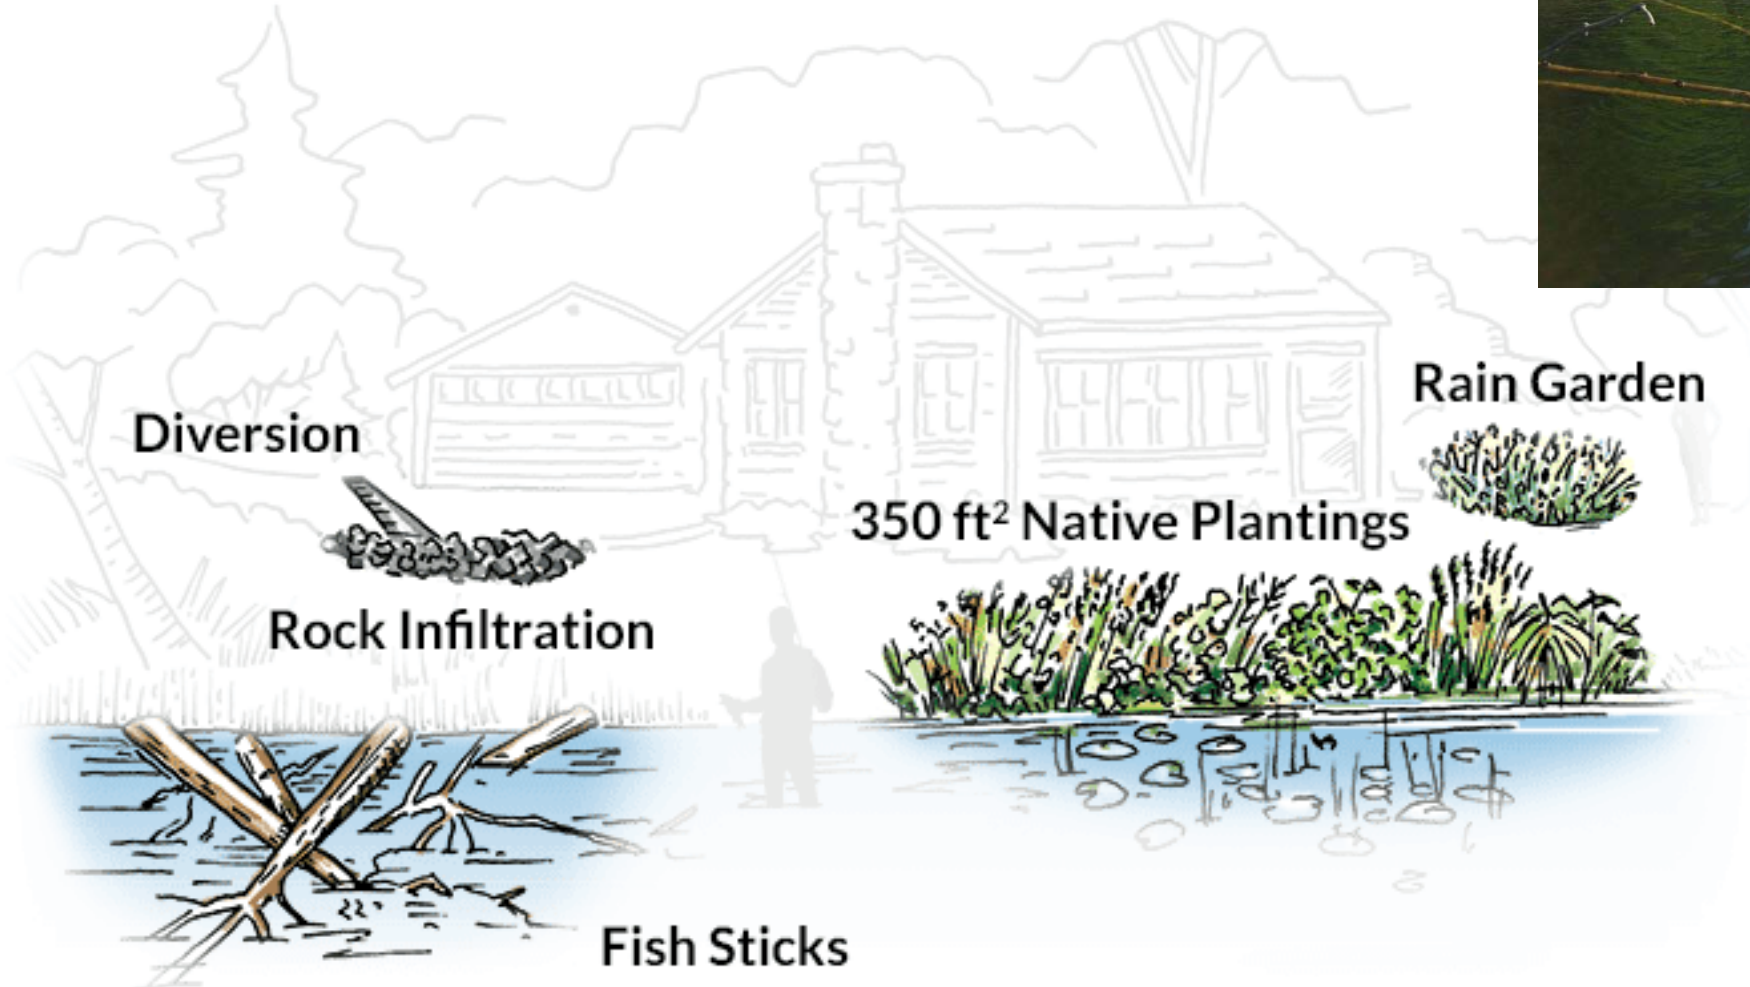 Rain Garden
Diversion
350 ft² Native Plantings
Rock Infiltration
Fish Sticks